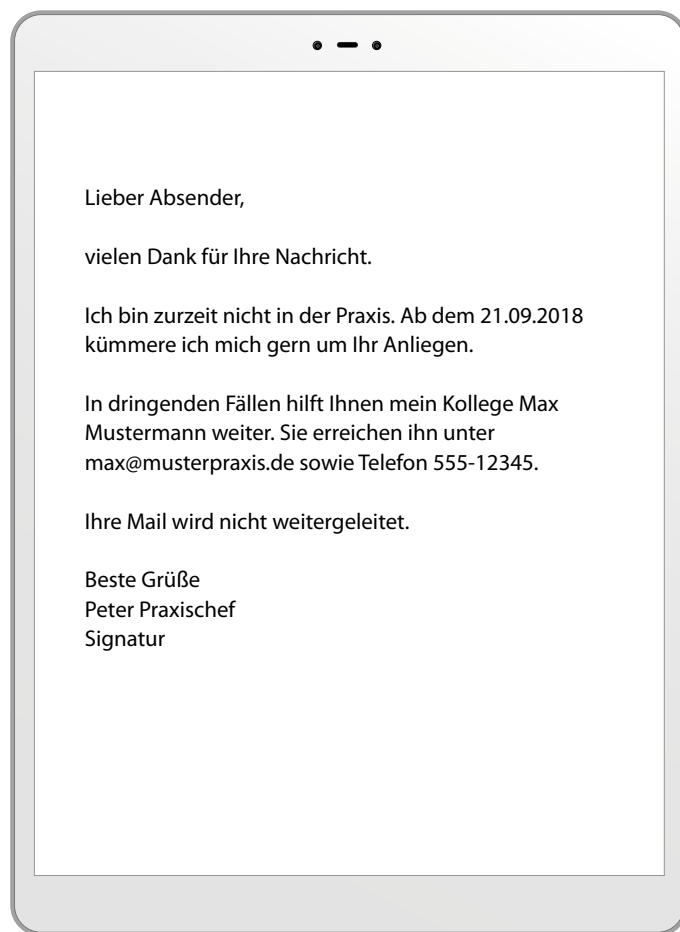 Lieber Absender,
vielen Dank für Ihre Nachricht.
Ich bin zurzeit nicht in der Praxis. Ab dem 21.09.2018
kümmere ich mich gern um Ihr Anliegen.
In dringenden Fällen hilft Ihnen mein Kollege Max
Mustermann weiter. Sie erreichen ihn unter
max@musterpraxis.de sowie Telefon 555-12345.
Ihre Mail wird nicht weitergeleitet.
Beste Grüße
Peter Praxischef
Signatur